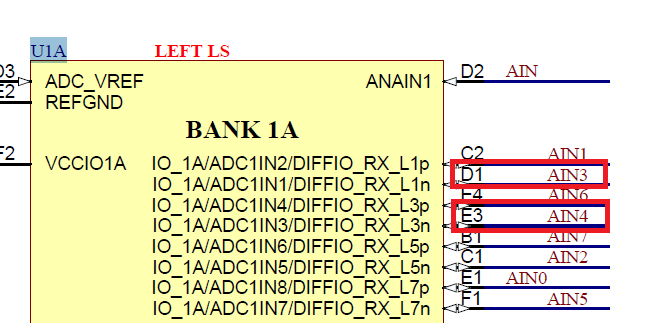 U1A LEFT LS
D3 ADC_VREF ANAIN1 D2 AIN
E2 REFGND
BANK 1A
F2 VCCIO1A IO_1A/ADC1IN2/DIFFIO_RX_L1p C2 AIN1
IO_1A/ADC1IN1/DIFFIO_RX_L1n D1 AIN3
IO_1A/ADC1IN4/DIFFIO_RX_L3p E4 AIN6
IO_1A/ADC1IN3/DIFFIO_RX_L3n E3 AIN4
IO_1A/ADC1IN6/DIFFIO_RX_L5p B1 AIN7
IO_1A/ADC1IN5/DIFFIO_RX_L5n C1 AIN2
IO_1A/ADC1IN8/DIFFIO_RX_L7p E1 AIN0
IO_1A/ADC1IN7/DIFFIO_RX_L7n F1 AIN5